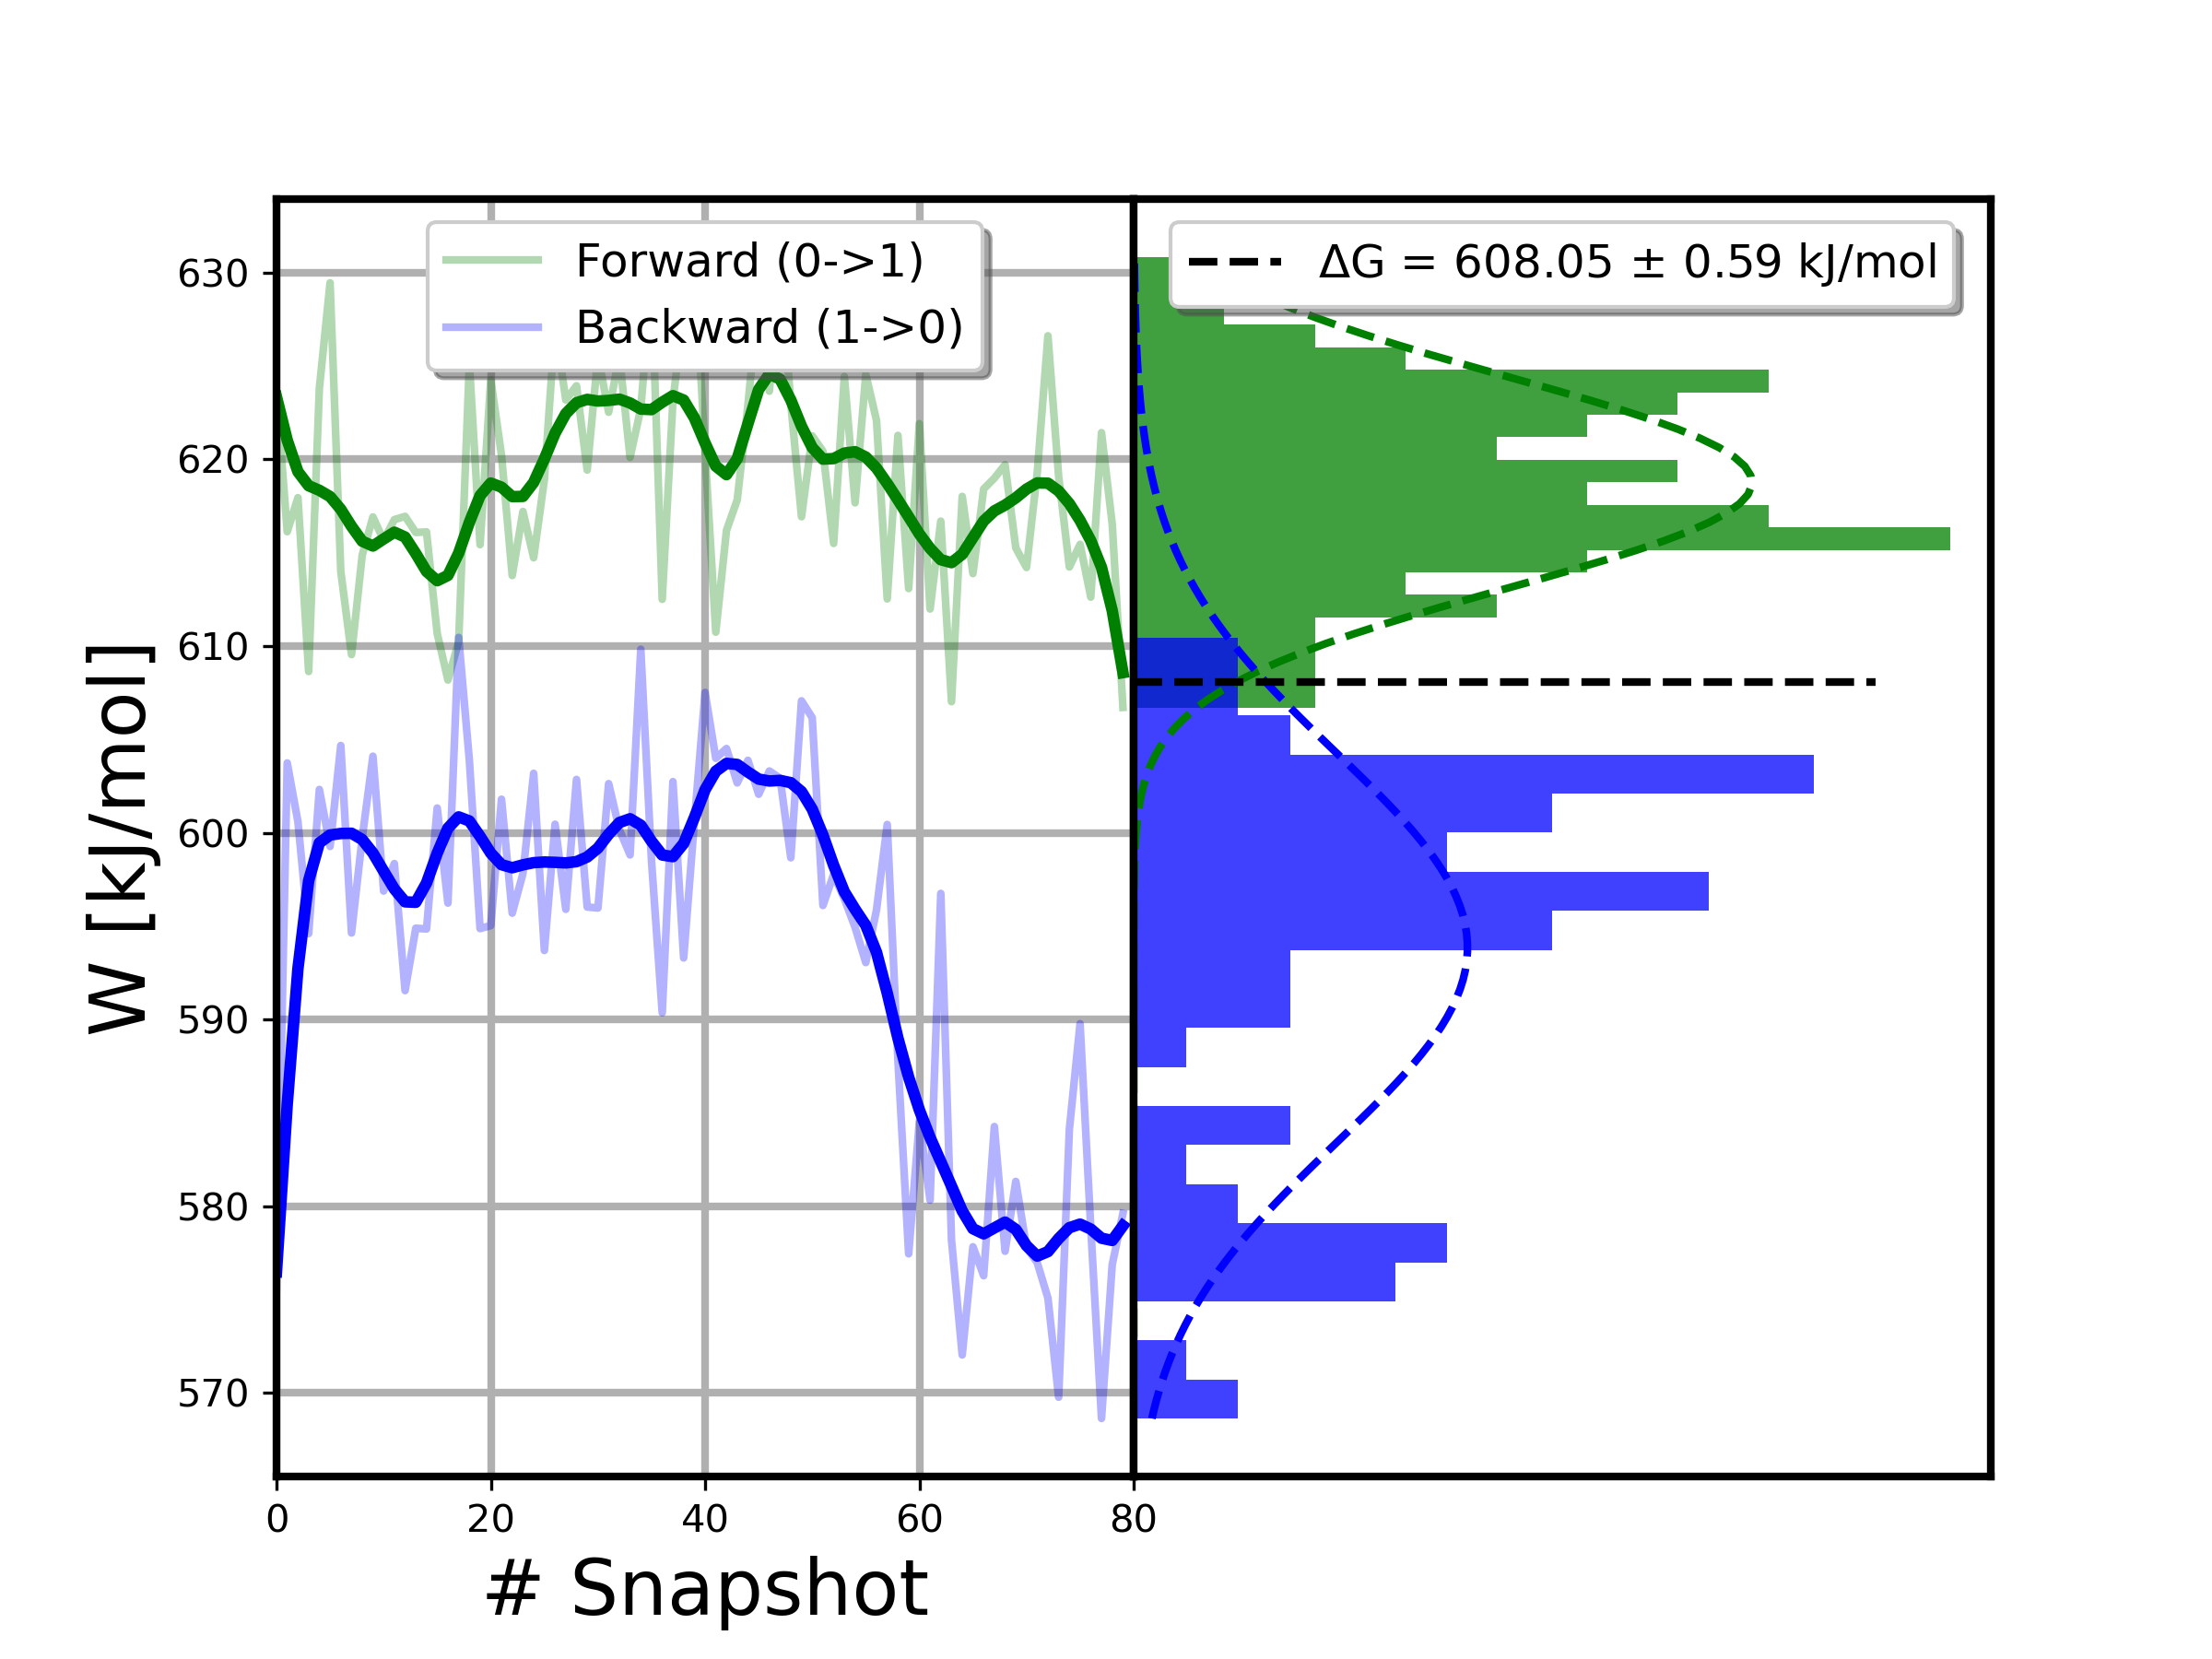 Forward (0->1)
Backward (1->0)
ΔG = 608.05 ± 0.59 kJ/mol
630
620
610
600
590
580
570
W [kJ/mol]
0 20 40 60 80
# Snapshot